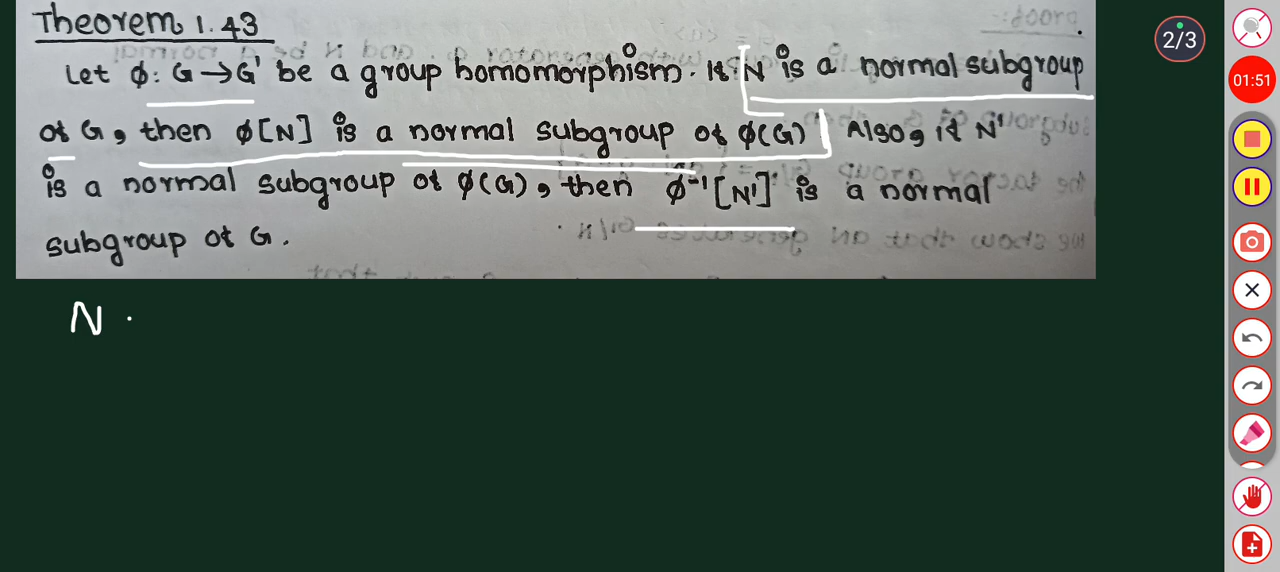 Theorem 1.43
2/3
Let φ: G→G' be a group homomorphism. If N is a normal subgroup
01:51
of G, then φ[N] is a normal subgroup of φ(G) Also, if N'
is a normal subgroup of φ(G), then φ⁻¹[N'] is a normal
subgroup of G.
N